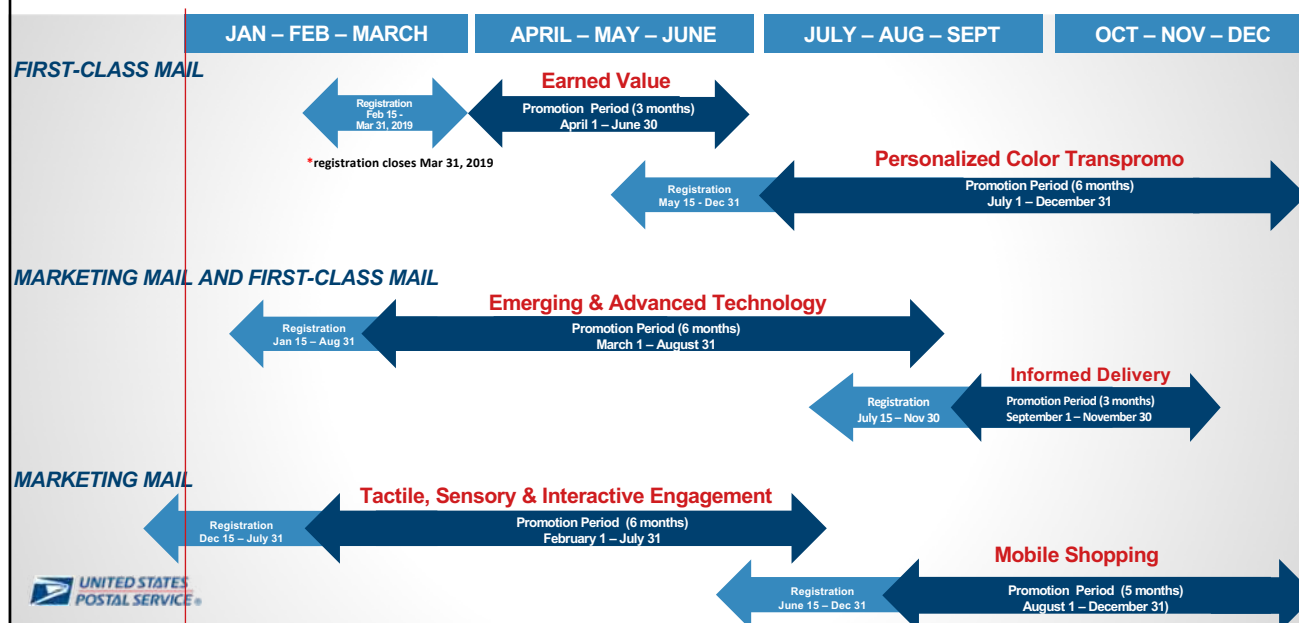 JAN – FEB – MARCH
APRIL – MAY – JUNE
JULY – AUG – SEPT
OCT – NOV – DEC
FIRST-CLASS MAIL
Earned Value
Registration
Feb 15 -
Mar 31, 2019
Promotion Period (3 months)
April 1 – June 30
*registration closes Mar 31, 2019
Personalized Color Transpromo
Registration
May 15 - Dec 31
Promotion Period (6 months)
July 1 – December 31
MARKETING MAIL AND FIRST-CLASS MAIL
Emerging & Advanced Technology
Registration
Jan 15 – Aug 31
Promotion Period (6 months)
March 1 – August 31
Informed Delivery
Registration
July 15 – Nov 30
Promotion Period (3 months)
September 1 – November 30
MARKETING MAIL
Tactile, Sensory & Interactive Engagement
Registration
Dec 15 – July 31
Promotion Period (6 months)
February 1 – July 31
Mobile Shopping
Registration
June 15 – Dec 31
Promotion Period (5 months)
August 1 – December 31)
UNITED STATES
POSTAL SERVICE®